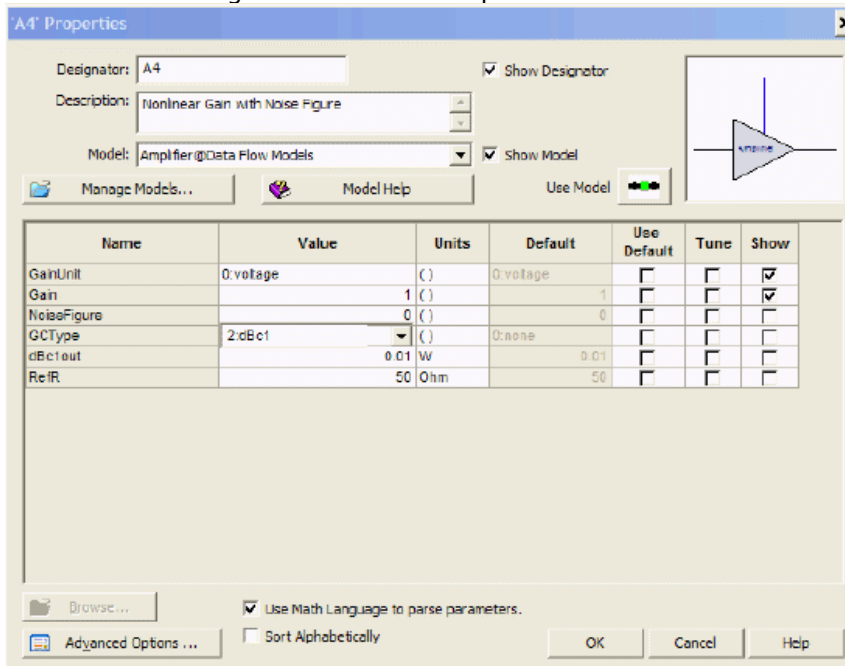 'A4' Properties
Designator: A4
Show Designator
Description: Nonlinear Gain with Noise Figure
Model: Amplifier@Data Flow Models
Show Model
Manage Models...
Model Help
Use Model
Name Value Units Default Use Default Tune Show
GainUnit 0:voltage ( ) 0:voltage
Gain 1 ( ) 1
NoiseFigure 0 ( ) 0
GCType 2:dBc1 ( ) 0:none
dBc1out 0.01 W 0.01
RefR 50 Ohm 50
Browse...
Use Math Language to parse parameters.
Advanced Options ...
Sort Alphabetically
OK Cancel Help